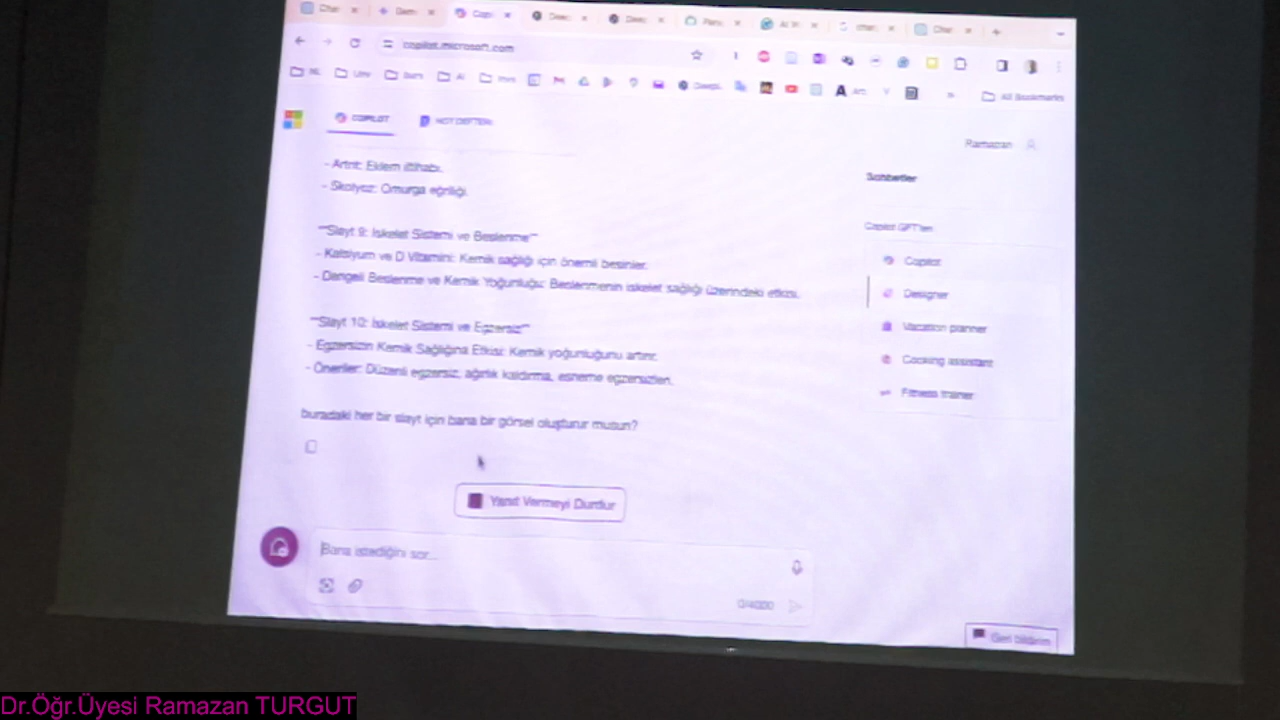 copilot.microsoft.com
All Bookmarks
COPILOT
NOT DEFTERİ
Ramazan
- Artrit: Eklem iltihabı.
- Skolyoz: Omurga eğriliği.
Sohbetler
**Slayt 9: İskelet Sistemi ve Beslenme**
- Kalsiyum ve D Vitamini: Kemik sağlığı için önemli besinler.
- Dengeli Beslenme ve Kemik Yoğunluğu: Beslenmenin iskelet sağlığı üzerindeki etkisi.
Copilot GPT'leri
Copilot
Designer
Vacation planner
Cooking assistant
Fitness trainer
**Slayt 10: İskelet Sistemi ve Egzersiz**
- Egzersizin Kemik Sağlığına Etkisi: Kemik yoğunluğunu artırır.
- Öneriler: Düzenli egzersiz, ağırlık kaldırma, esneme egzersizleri.
buradaki her bir slayt için bana bir görsel oluşturur musun?
Yanıt Vermeyi Durdur
Bana istediğini sor...
0/4000
Geri bildirim
Dr.Öğr.Üyesi Ramazan TURGUT